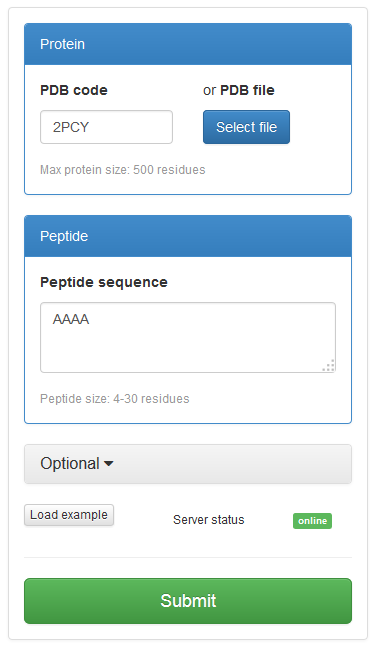 Protein
PDB code
or PDB file
2PCY
Select file
Max protein size: 500 residues
Peptide
Peptide sequence
AAAA
Peptide size: 4-30 residues
Optional
Load example
Server status
online
Submit